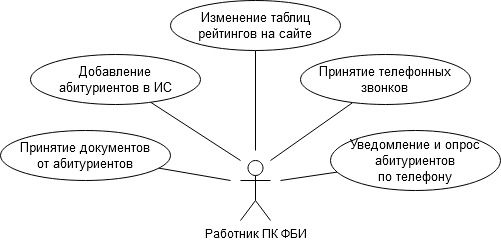 Изменение таблиц
рейтингов на сайте
Добавление
абитуриентов в ИС
Принятие телефонных
звонков
Принятие документов
от абитуриентов
Уведомление и опрос
абитуриентов
по телефону
Работник ПК ФБИ